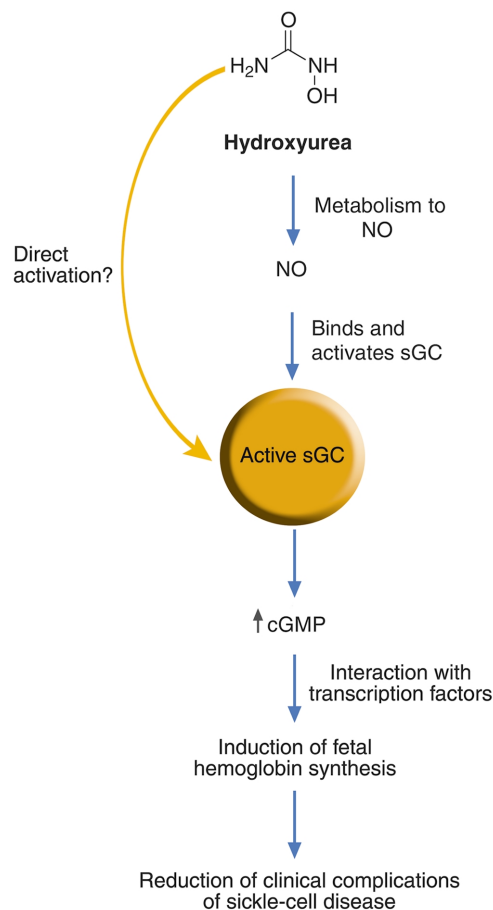 O
H₂N
NH
OH
Hydroxyurea
Metabolism to
NO
NO
Direct
activation?
Binds and
activates sGC
Active sGC
cGMP
Interaction with
transcription factors
Induction of fetal
hemoglobin synthesis
Reduction of clinical complications
of sickle-cell disease